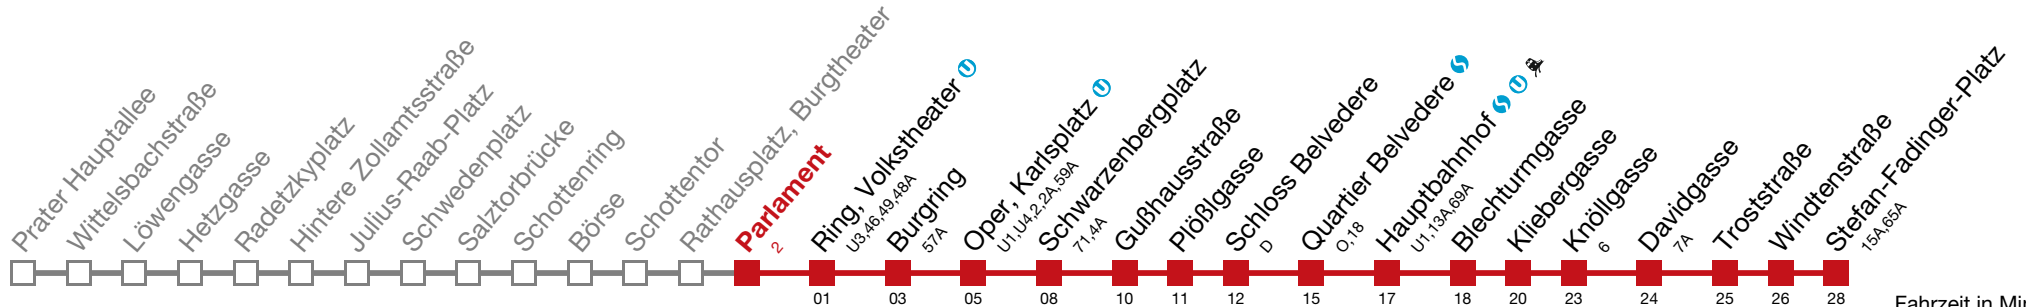 Prater Hauptallee
Wittelsbachstraße
Löwengasse
Hetzgasse
Radetzkyplatz
Hintere Zollamtsstraße
Julius-Raab-Platz
Schwedenplatz
Salztorbrücke
Schottenring
Börse
Schottentor
Rathausplatz, Burgtheater
Parlament
2
Ring, Volkstheater
U3,46,49,48A
Burgring
57A
Oper, Karlsplatz
U1,U4,2,2A,59A
Schwarzenbergplatz
71,4A
Gußhausstraße
Plößlgasse
Schloss Belvedere
D
Quartier Belvedere
O,18
Hauptbahnhof
U1,13A,69A
Blechturmgasse
Kliebergasse
Knöllgasse
6
Davidgasse
7A
Troststraße
Windtenstraße
Stefan-Fadinger-Platz
15A,65A
01 03 05 08 10 11 12 15 17 18 20 23 24 25 26 28
Fahrzeit in